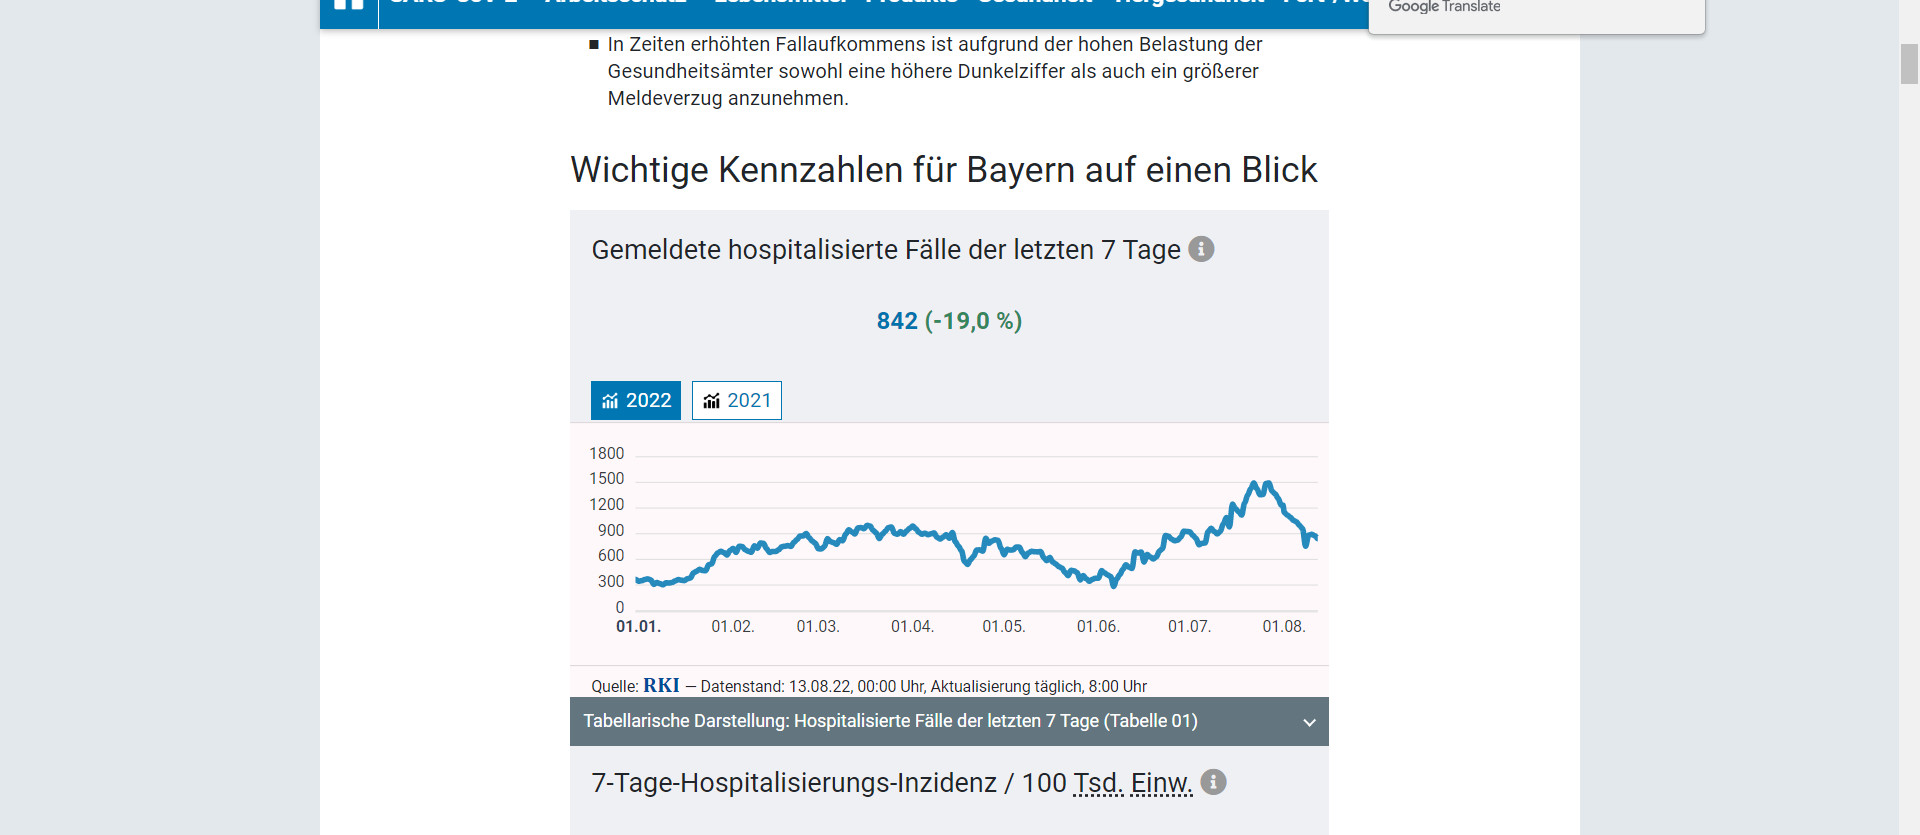 Google Translate
In Zeiten erhöhten Fallaufkommens ist aufgrund der hohen Belastung der
Gesundheitsämter sowohl eine höhere Dunkelziffer als auch ein größerer
Meldeverzug anzunehmen.
Wichtige Kennzahlen für Bayern auf einen Blick
Gemeldete hospitalisierte Fälle der letzten 7 Tage
842 (-19,0 %)
2022 2021
1800
1500
1200
900
600
300
0
01.01. 01.02. 01.03. 01.04. 01.05. 01.06. 01.07. 01.08.
Quelle: RKI – Datenstand: 13.08.22, 00:00 Uhr, Aktualisierung täglich, 8:00 Uhr
Tabellarische Darstellung: Hospitalisierte Fälle der letzten 7 Tage (Tabelle 01)
7-Tage-Hospitalisierungs-Inzidenz / 100 Tsd. Einw.